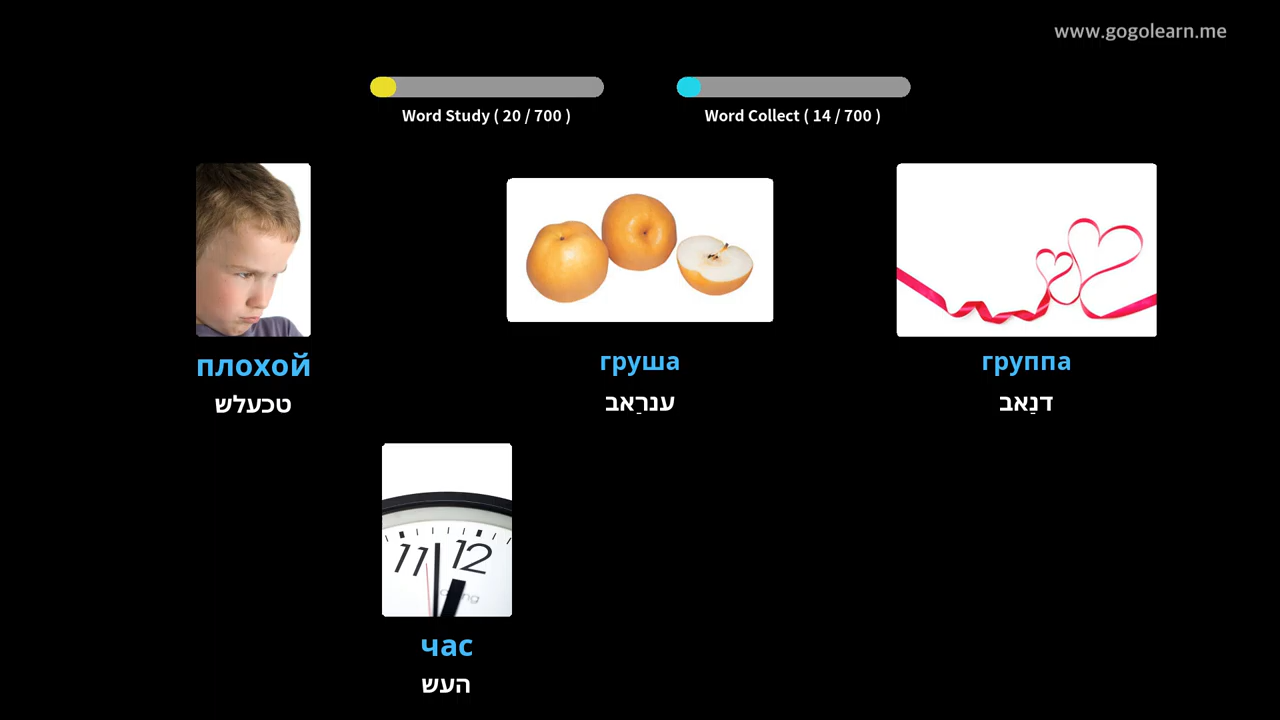 www.gogolearn.me
Word Study ( 20 / 700 )
Word Collect ( 14 / 700 )
плохой
טכעלש
груша
ענרַאב
группа
דנַאב
час
העש